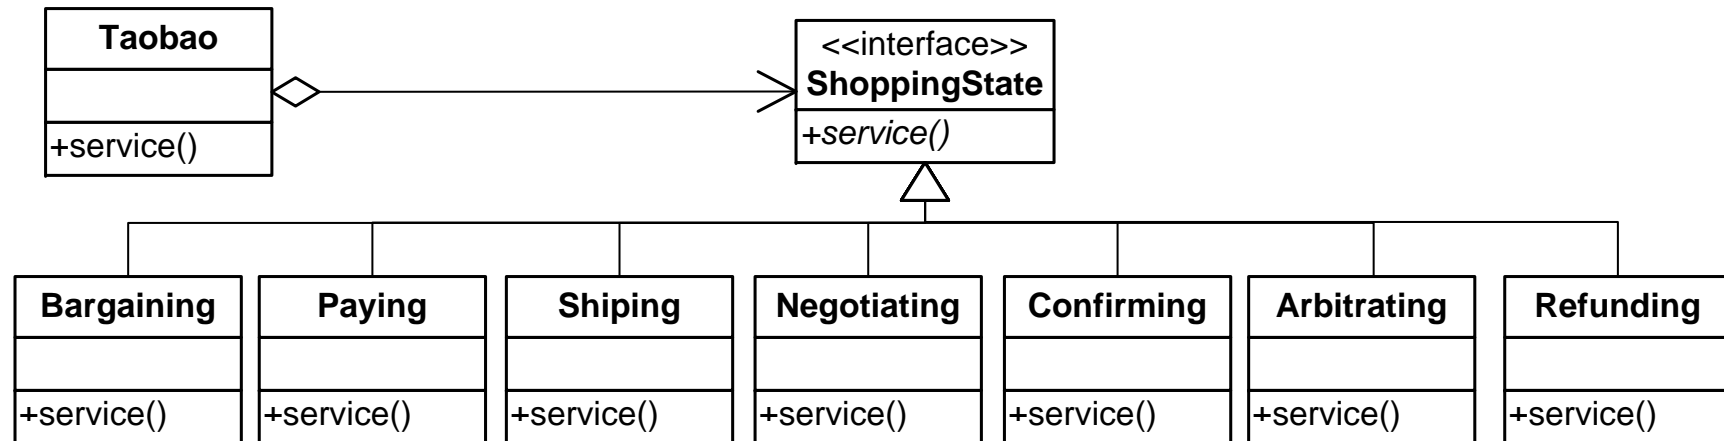 Taobao
+service()
<<interface>>
ShoppingState
+service()
Bargaining
+service()
Paying
+service()
Shiping
+service()
Negotiating
+service()
Confirming
+service()
Arbitrating
+service()
Refunding
+service()